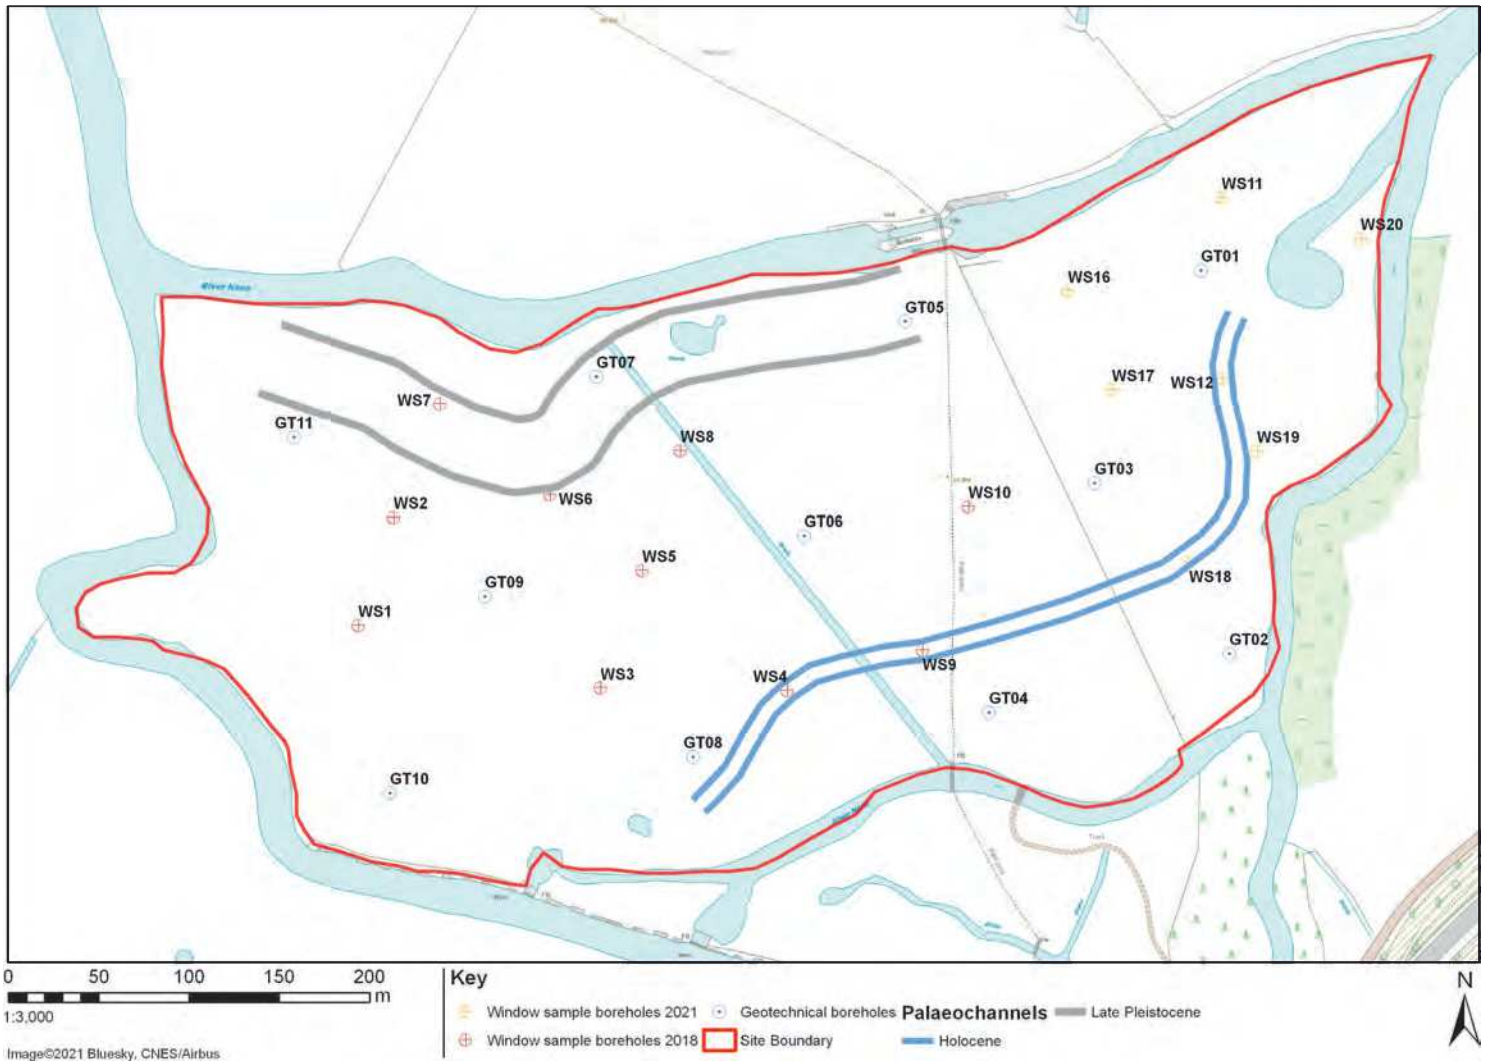 WS11
WS20
GT01
WS16
River Nene
GT05
GT07
WS17
WS12
WS7
GT11
WS8
WS19
GT03
WS6
WS2
WS10
GT06
WS5
GT09
WS18
WS1
GT02
WS9
WS3
WS4
GT04
GT08
GT10
Track
0 50 100 150 200
m
1:3,000
Image©2021 Bluesky, CNES/Airbus
Key
Window sample boreholes 2021
Geotechnical boreholes
Palaeochannels
Late Pleistocene
Window sample boreholes 2018
Site Boundary
Holocene
N